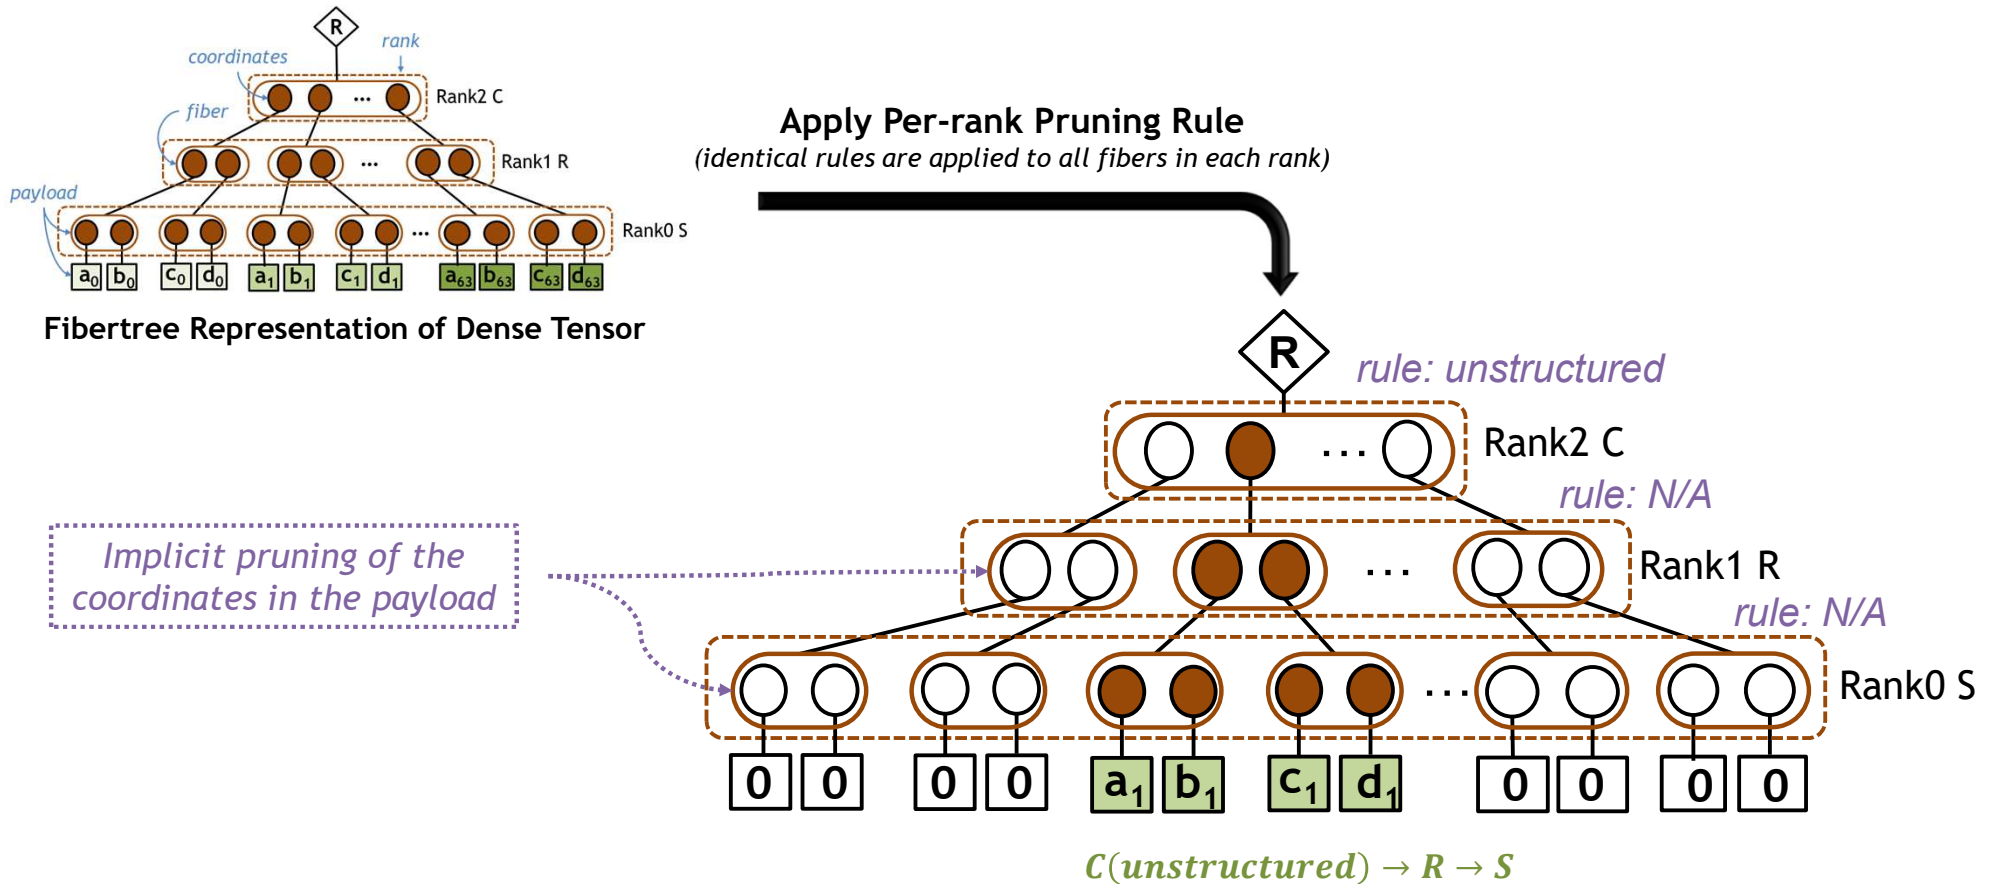 R
coordinates
rank
Rank2 C
fiber
Rank1 R
payload
Rank0 S
a₀ b₀ c₀ d₀ a₁ b₁ c₁ d₁ ... a₆₃ b₆₃ c₆₃ d₆₃
Fibertree Representation of Dense Tensor
Apply Per-rank Pruning Rule
(identical rules are applied to all fibers in each rank)
R
rule: unstructured
Rank2 C
rule: N/A
Rank1 R
rule: N/A
Rank0 S
Implicit pruning of the
coordinates in the payload
0 0 0 0 a₁ b₁ c₁ d₁ 0 0 0 0
C(unstructured) → R → S